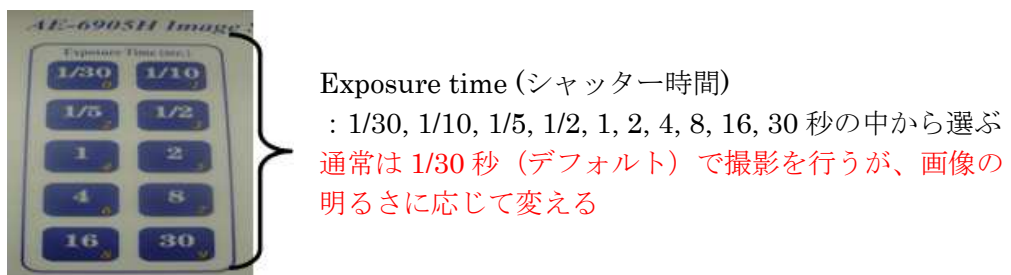 AE-6905H Image
Exposure Time (sec.)
1/30 1/10
1/5 1/2
1 2
4 8
16 30
Exposure time (シャッター時間)
：1/30, 1/10, 1/5, 1/2, 1, 2, 4, 8, 16, 30 秒の中から選ぶ
通常は 1/30 秒（デフォルト）で撮影を行うが、画像の
明るさに応じて変える